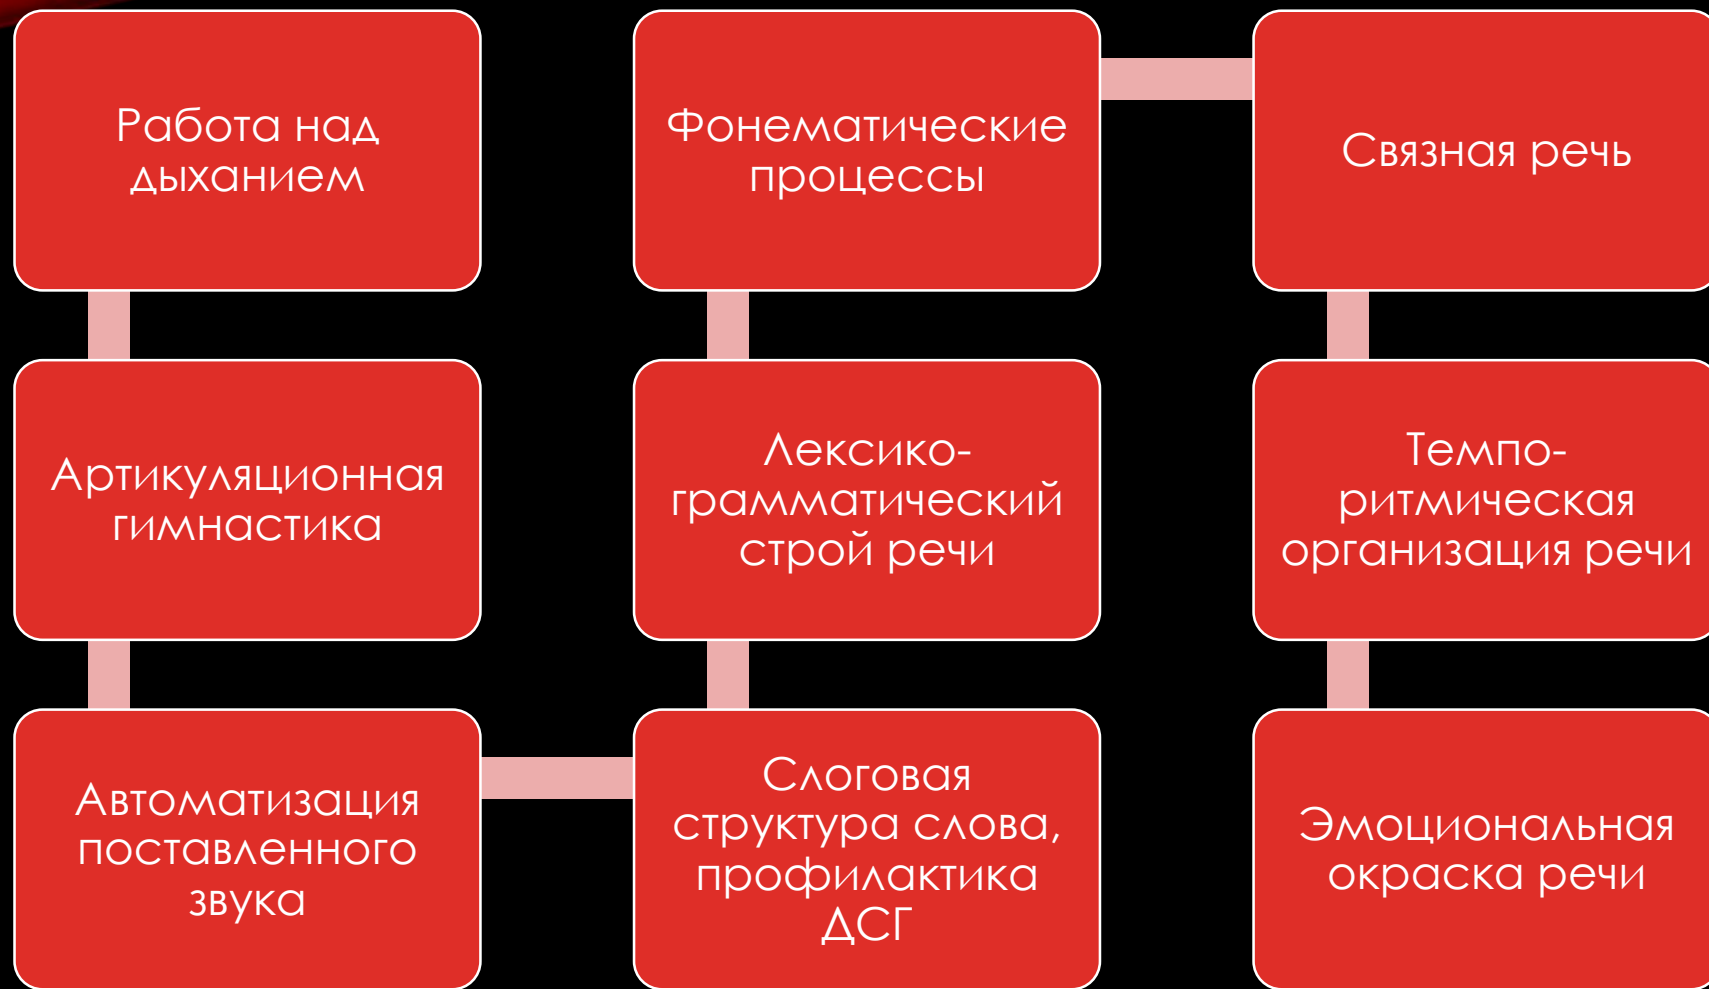 Работа над
дыханием
Артикуляционная
гимнастика
Автоматизация
поставленного
звука
Слоговая
структура слова,
профилактика
ДСГ
Лексико-
грамматический
строй речи
Фонематические
процессы
Связная речь
Темпо-
ритмическая
организация речи
Эмоциональная
окраска речи